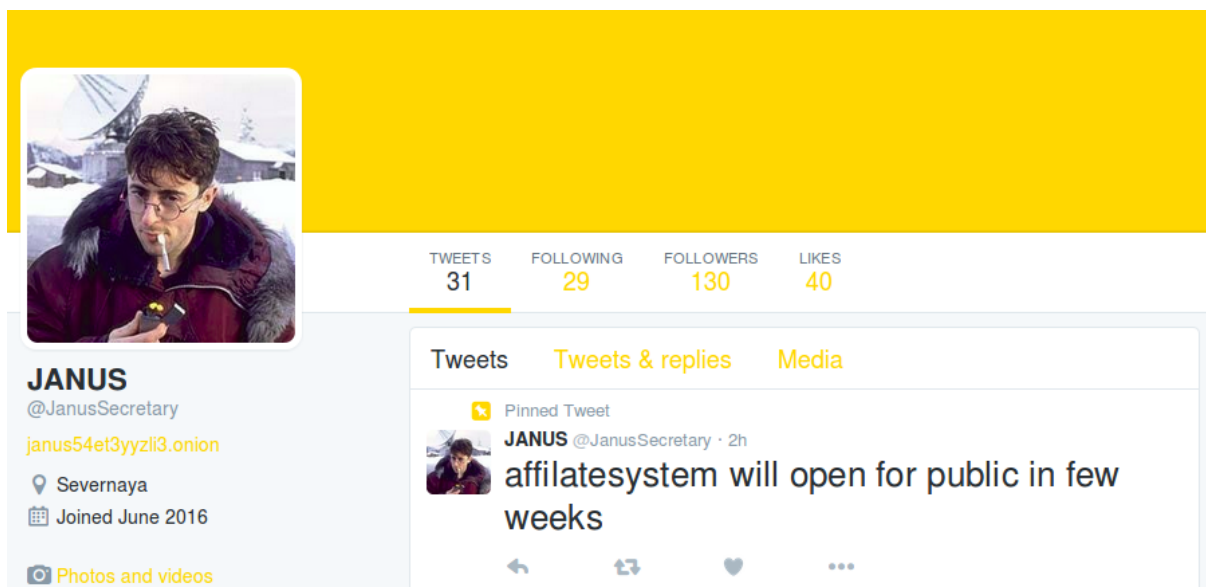 TWEETS FOLLOWING FOLLOWERS LIKES
31 29 130 40
JANUS
@JanusSecretary
janus54et3yyzli3.onion
Severnaya
Joined June 2016
Photos and videos
Tweets Tweets & replies Media
Pinned Tweet
JANUS @JanusSecretary · 2h
affilatesystem will open for public in few
weeks